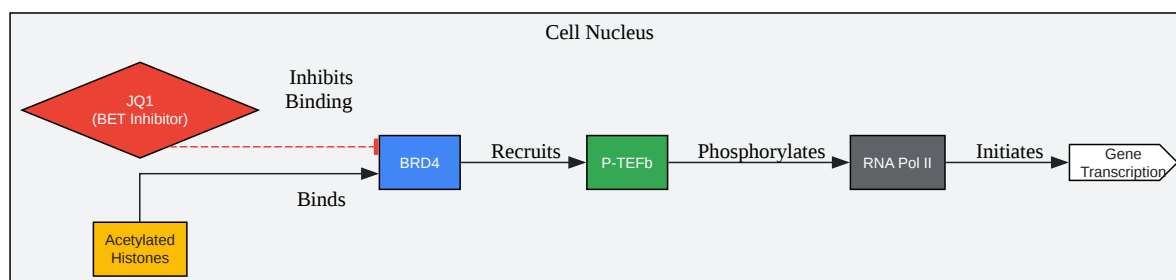 Cell Nucleus
JQ1
(BET Inhibitor)
Inhibits
Binding
BRD4
Recruits
P-TEFb
Phosphorylates
RNA Pol II
Initiates
Gene
Transcription
Binds
Acetylated
Histones